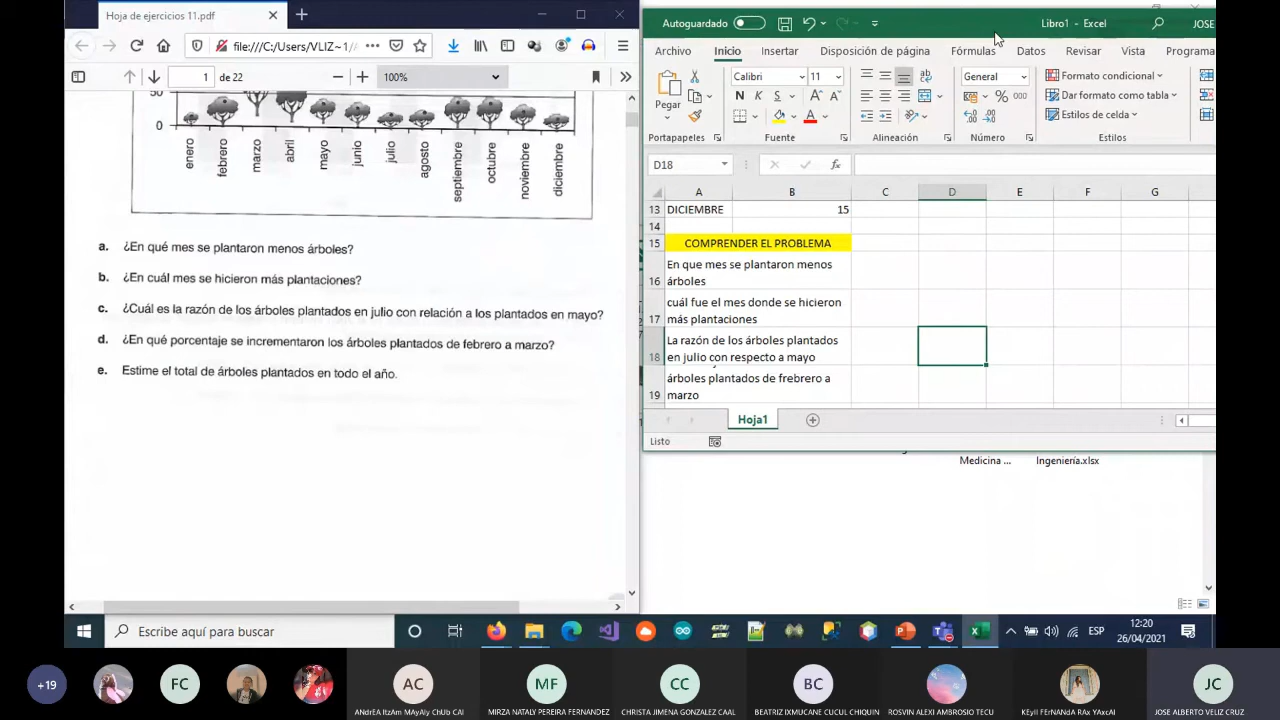 Hoja de ejercicios 11.pdf
file:///C:/Users/VLIZ~1/
1 de 22
100%
50
0
enero
febrero
marzo
abril
mayo
junio
julio
agosto
septiembre
octubre
noviembre
diciembre
a. ¿En qué mes se plantaron menos árboles?
b. ¿En cuál mes se hicieron más plantaciones?
c. ¿Cuál es la razón de los árboles plantados en julio con relación a los plantados en mayo?
d. ¿En qué porcentaje se incrementaron los árboles plantados de febrero a marzo?
e. Estime el total de árboles plantados en todo el año.
Autoguardado
Libro1 - Excel
JOSE
Archivo Inicio Insertar Disposición de página Fórmulas Datos Revisar Vista Programa
Pegar
Calibri 11
N K S
General
% 000
Formato condicional
Dar formato como tabla
Estilos de celda
Portapapeles Fuente Alineación Número Estilos
D18 fx
A B C D E F G
13 DICIEMBRE 15
14
15 COMPRENDER EL PROBLEMA
En que mes se plantaron menos
16 árboles
cuál fue el mes donde se hicieron
17 más plantaciones
La razón de los árboles plantados
18 en julio con respecto a mayo
árboles plantados de frebrero a
19 marzo
Hoja1
Listo
Medicina ... Ingeniería.xlsx
Escribe aquí para buscar
ESP
12:20
26/04/2021
+19
FC
AC
ANdrEA ItzAm MAyAly ChUb CAl
MF
MIRZA NATALY PEREIRA FERNANDEZ
CC
CHRISTA JIMENA GONZALEZ CAAL
BC
BEATRIZ IXMUCANE CUCUL CHIQUIN
ROSVIN ALEXI AMBROSIO TECU
KEyll FErNANdA RAx YAxcAl
JC
JOSE ALBERTO VELIZ CRUZ